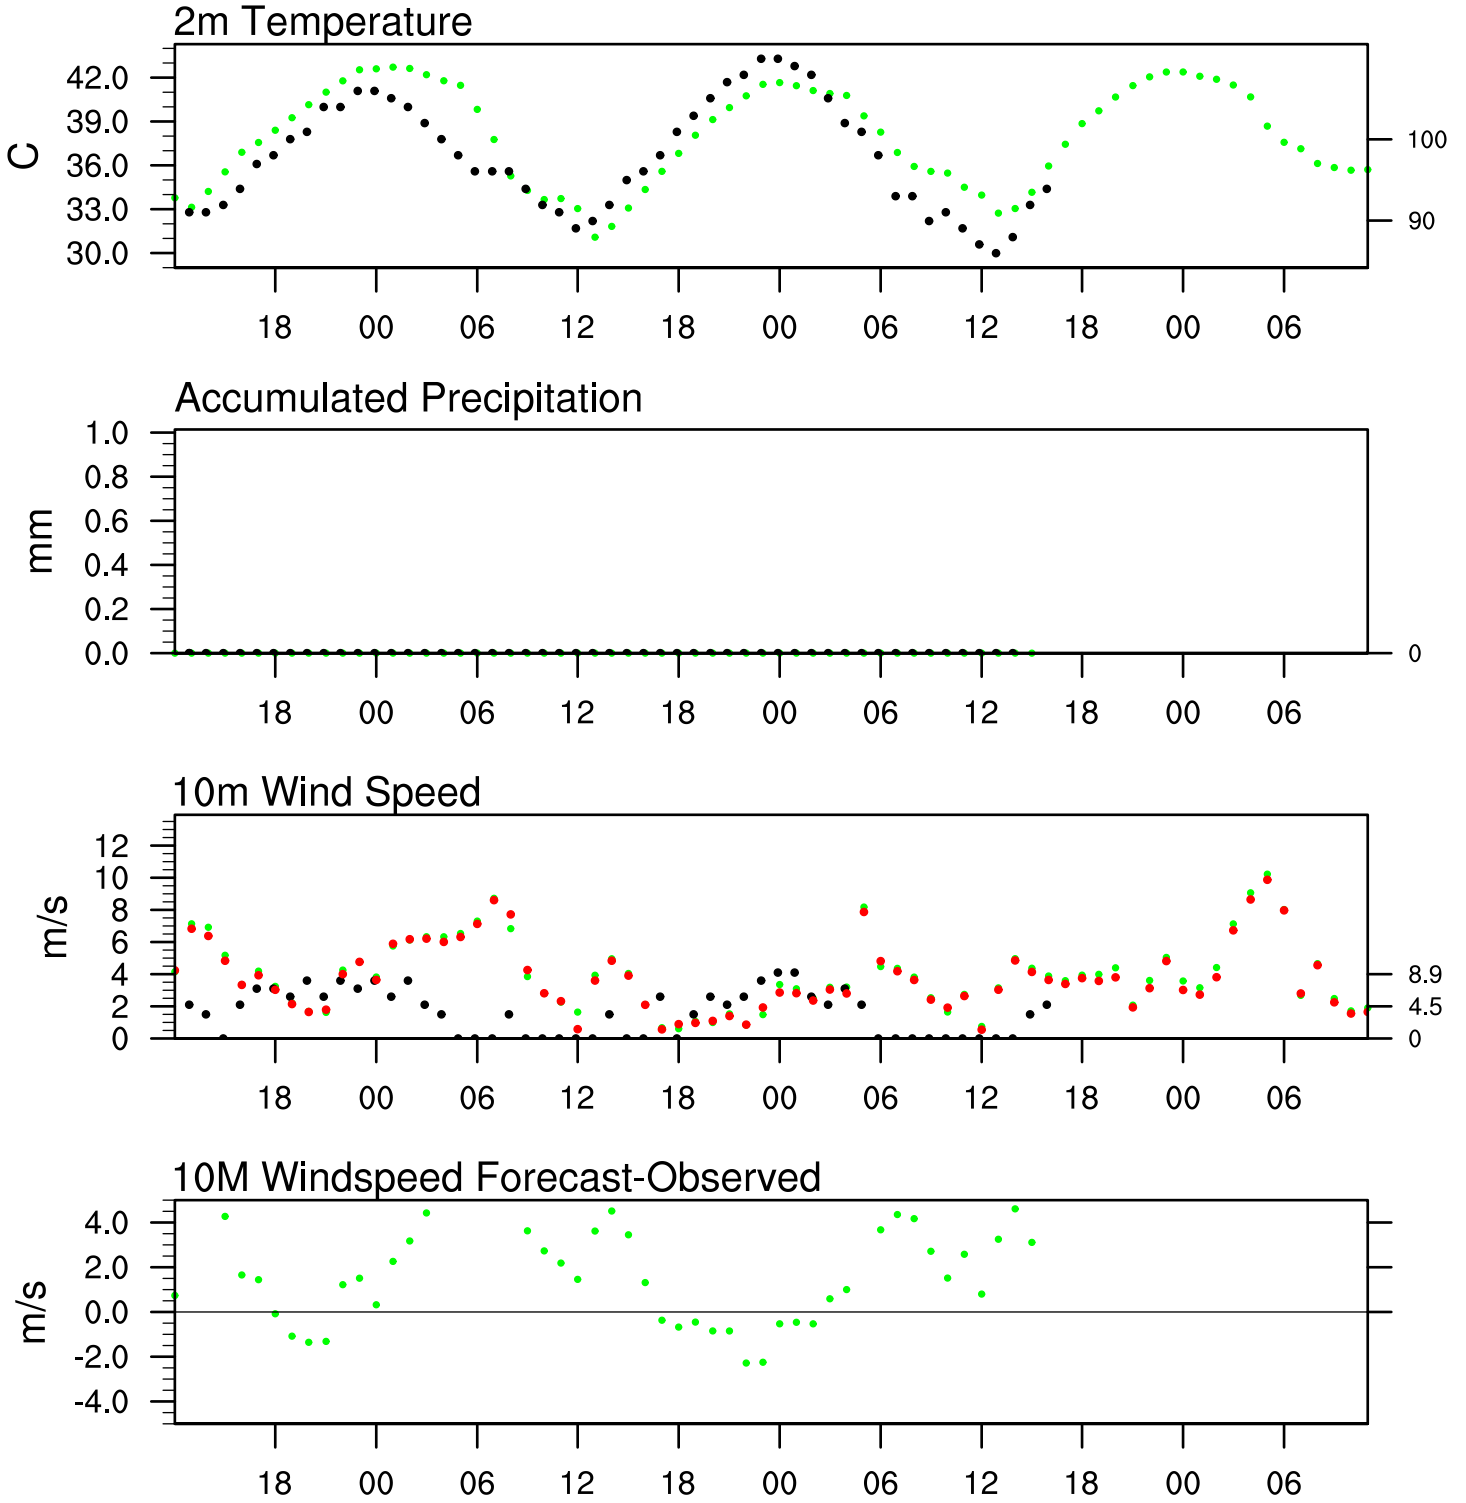 2m Temperature
42.0
39.0
36.0
33.0
30.0
C
100
90
18 00 06 12 18 00 06 12 18 00 06
Accumulated Precipitation
1.0
0.8
0.6
0.4
0.2
0.0
mm
0
18 00 06 12 18 00 06 12 18 00 06
10m Wind Speed
12
10
8
6
4
2
0
m/s
8.9
4.5
0
18 00 06 12 18 00 06 12 18 00 06
10M Windspeed Forecast-Observed
4.0
2.0
0.0
-2.0
-4.0
m/s
18 00 06 12 18 00 06 12 18 00 06